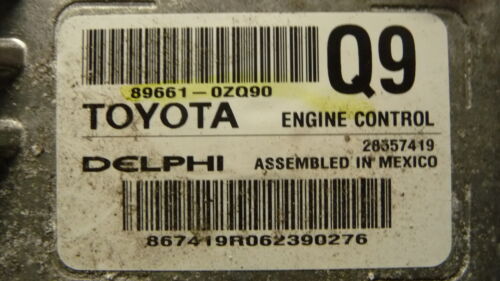 Q9
89661-0ZQ90
TOYOTA ENGINE CONTROL
28357419
DELPHI ASSEMBLED IN MEXICO
867419R062390276